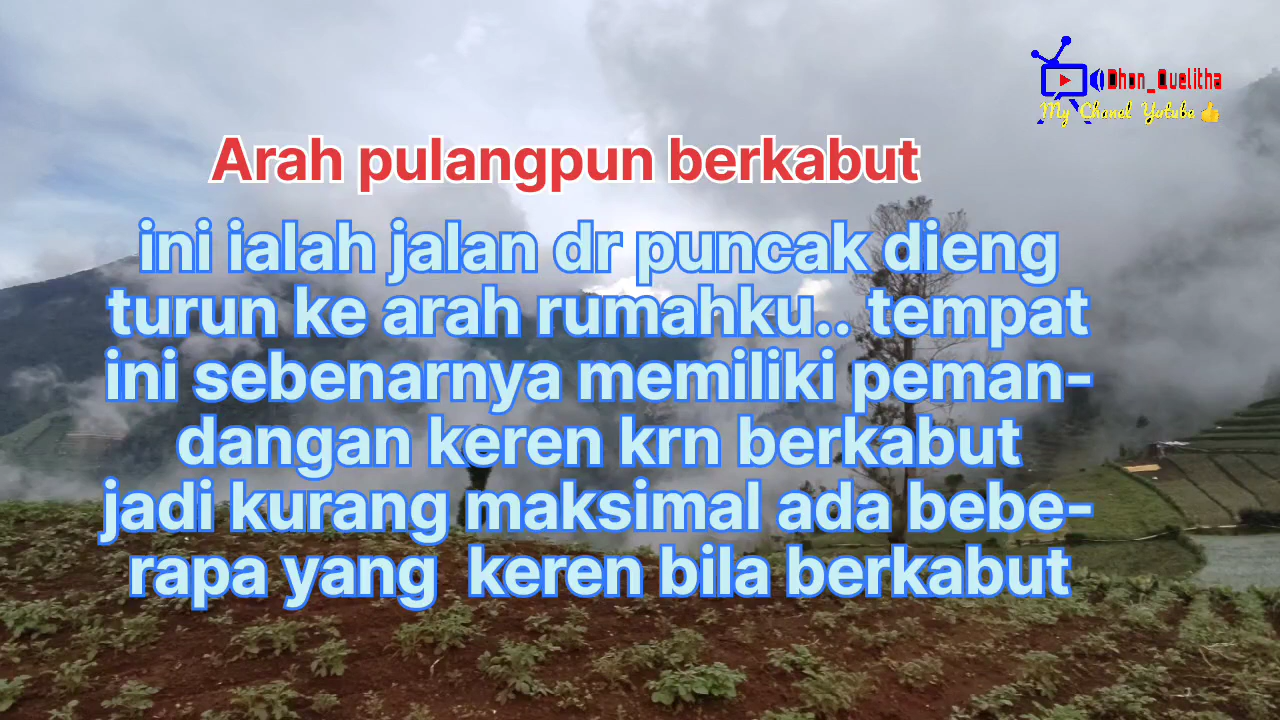 Dhon_Quelitha
My Chanel Yutube
Arah pulangpun berkabut
ini ialah jalan dr puncak dieng
turun ke arah rumahku.. tempat
ini sebenarnya memiliki peman-
dangan keren krn berkabut
jadi kurang maksimal ada bebe-
rapa yang  keren bila berkabut